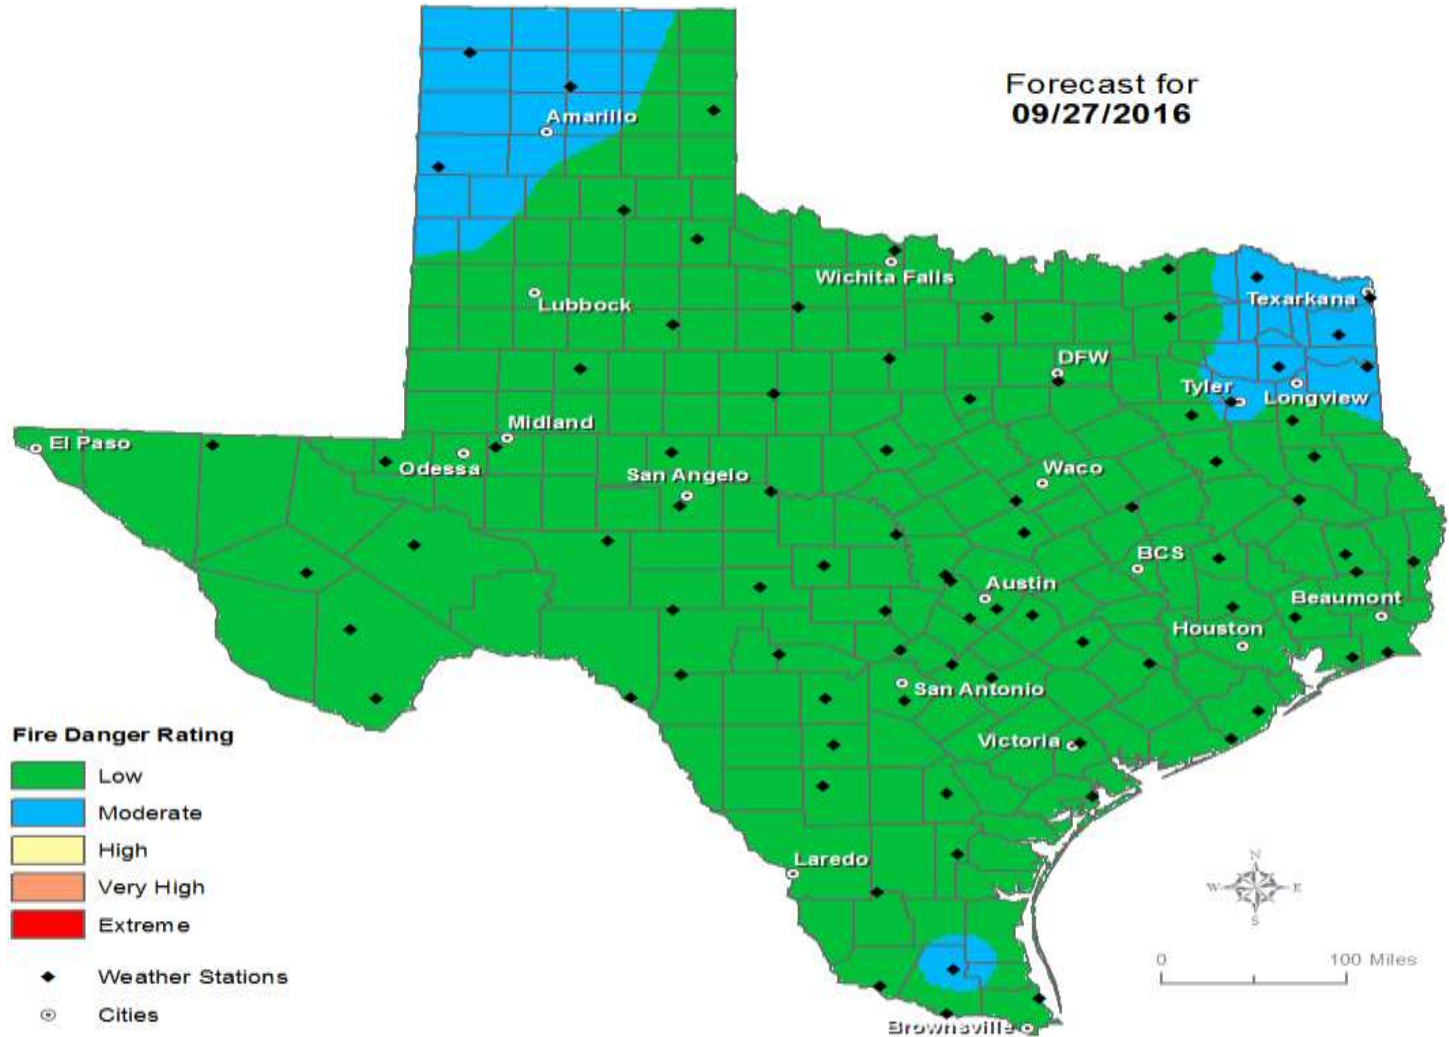 Forecast for
09/27/2016
Amarillo
Wichita Falls
Lubbock
Texarkana
DFW
Tyler
Longview
Midland
El Paso
Odessa
San Angelo
Waco
BCS
Austin
Beaumont
Houston
San Antonio
Victoria
Laredo
Brownsville
Fire Danger Rating
Low
Moderate
High
Very High
Extreme
Weather Stations
Cities
N
W E
S
0 100 Miles